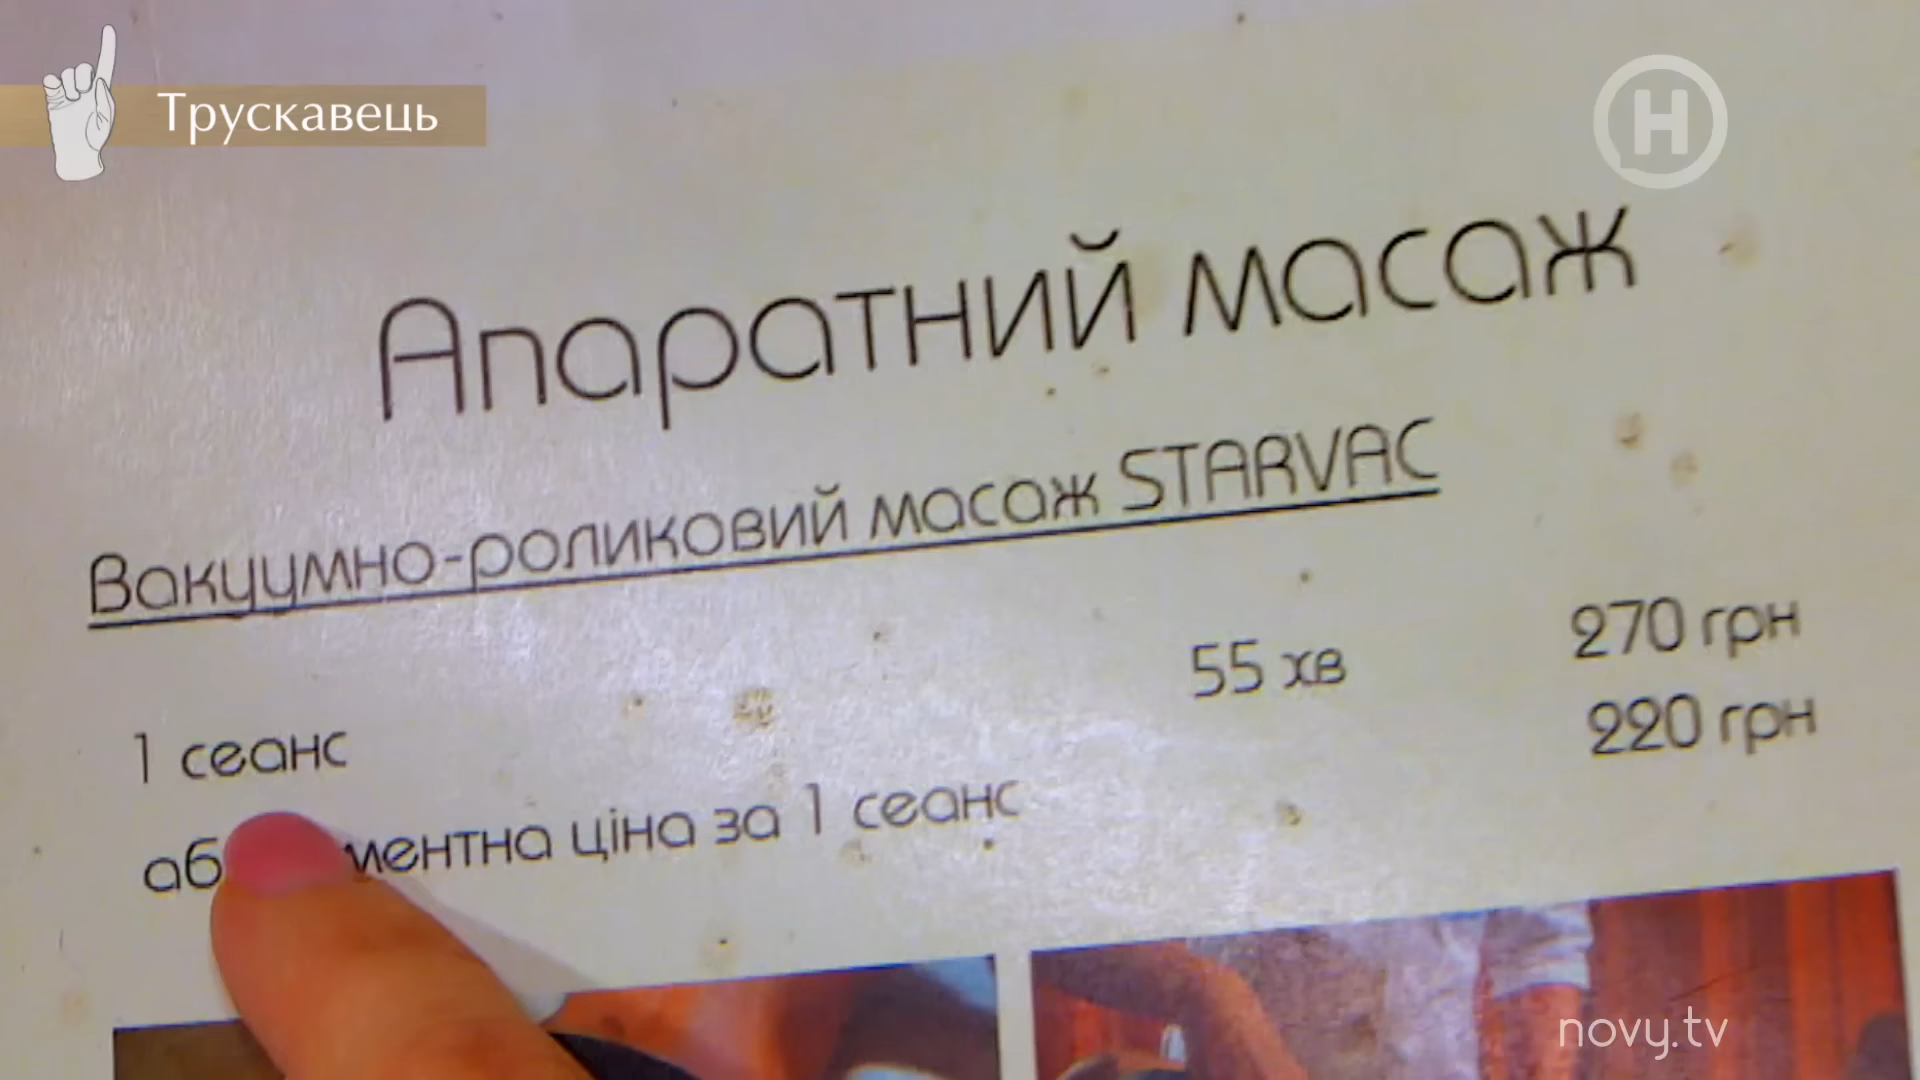 Трускавець
H
Апаратний масаж
Вакуумно-роликовий масаж STARVAC
1 сеанс 55 хв 270 грн
ціна за 1 сеанс 220 грн
novy.tv